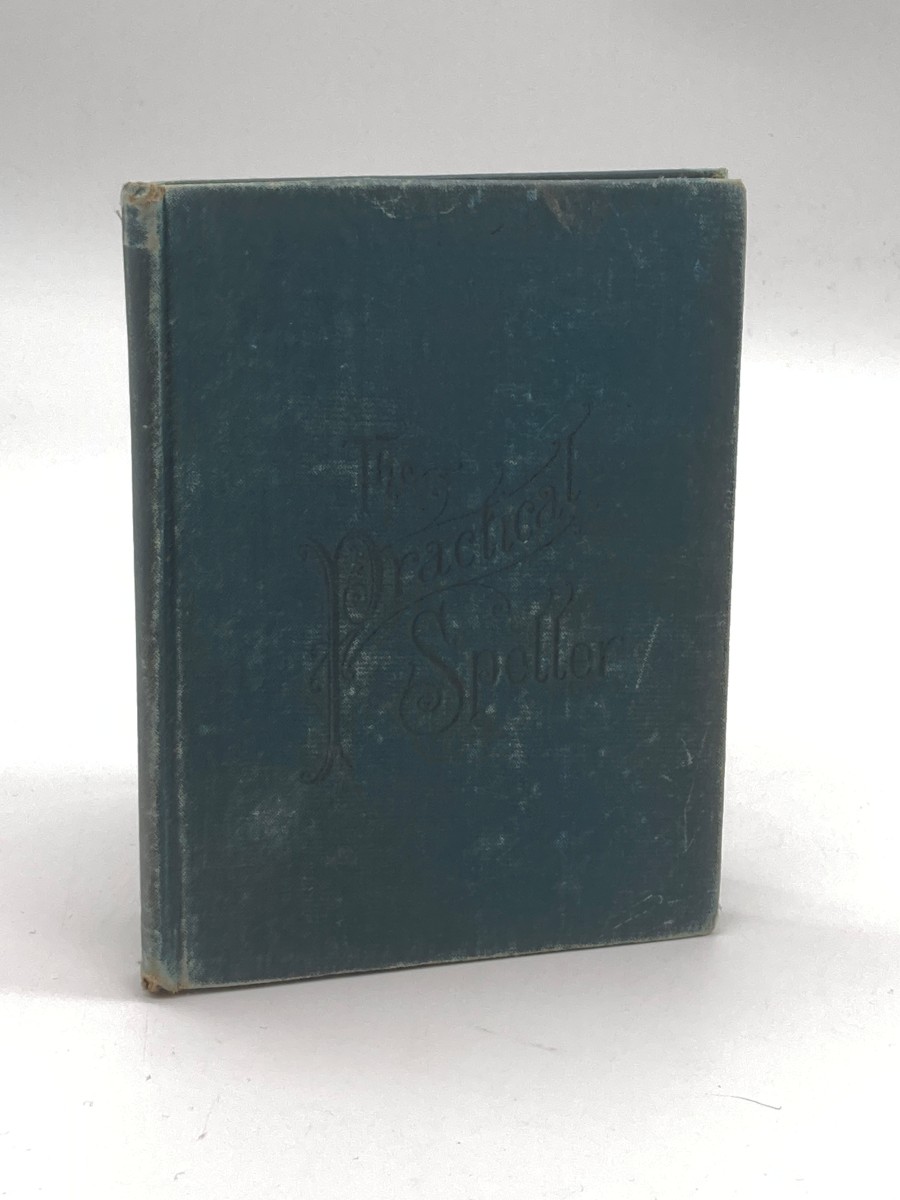 The
Practical
Speller